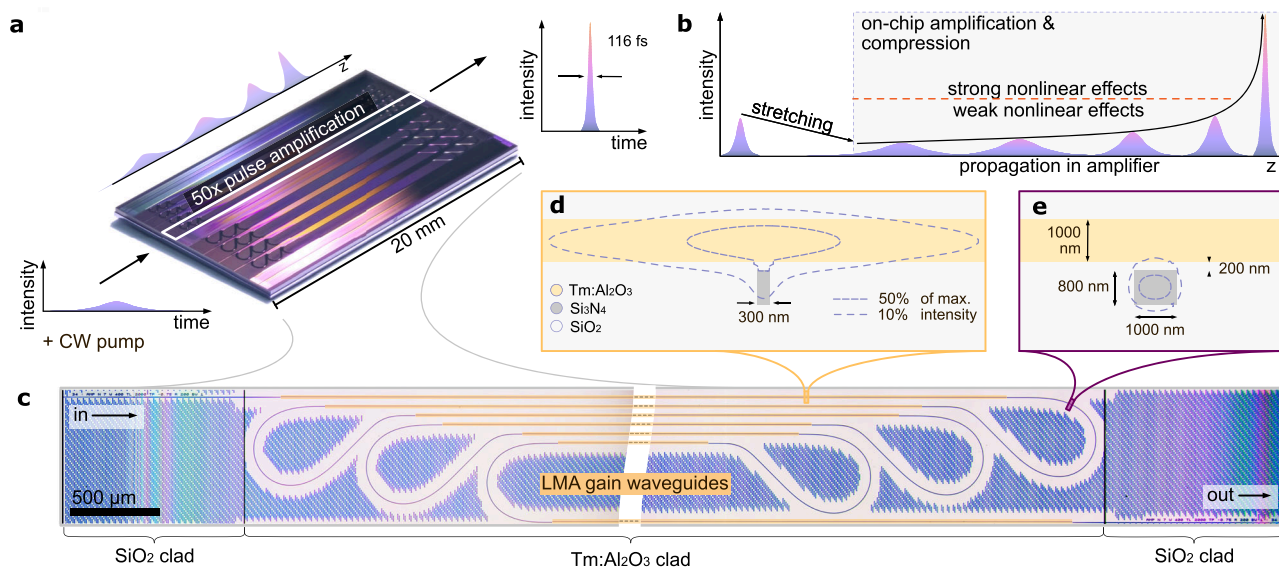 a
z
50x pulse amplification
20 mm
intensity
time
+ CW pump
intensity
116 fs
time
b
intensity
on-chip amplification &
compression
stretching
strong nonlinear effects
weak nonlinear effects
propagation in amplifier
z
d
Tm:Al₂O₃
Si₃N₄
SiO₂
300 nm
50% of max.
10% intensity
e
1000
nm
200 nm
800 nm
1000 nm
c
in
500 µm
LMA gain waveguides
out
SiO₂ clad
Tm:Al₂O₃ clad
SiO₂ clad